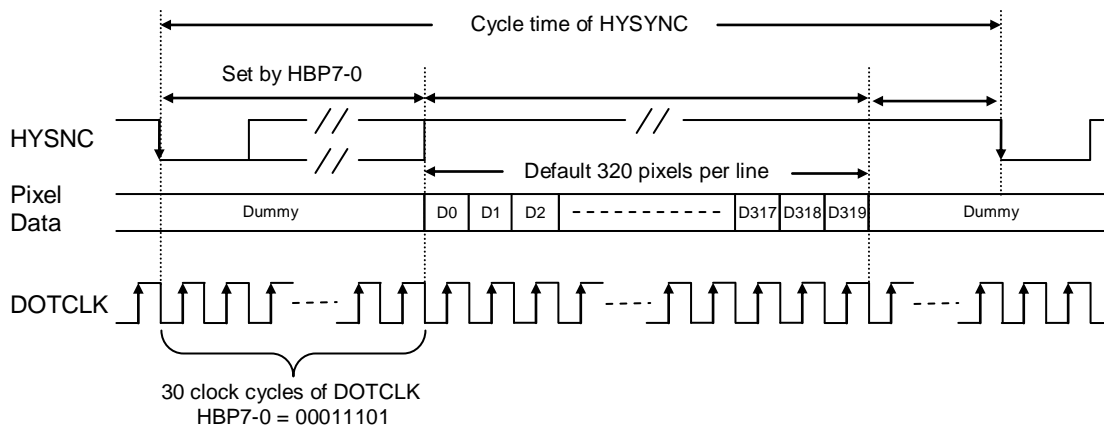 Cycle time of HYSYNC
Set by HBP7-0
HYSNC
Default 320 pixels per line
Pixel
Data
Dummy D0 D1 D2 D317 D318 D319 Dummy
DOTCLK
30 clock cycles of DOTCLK
HBP7-0 = 00011101